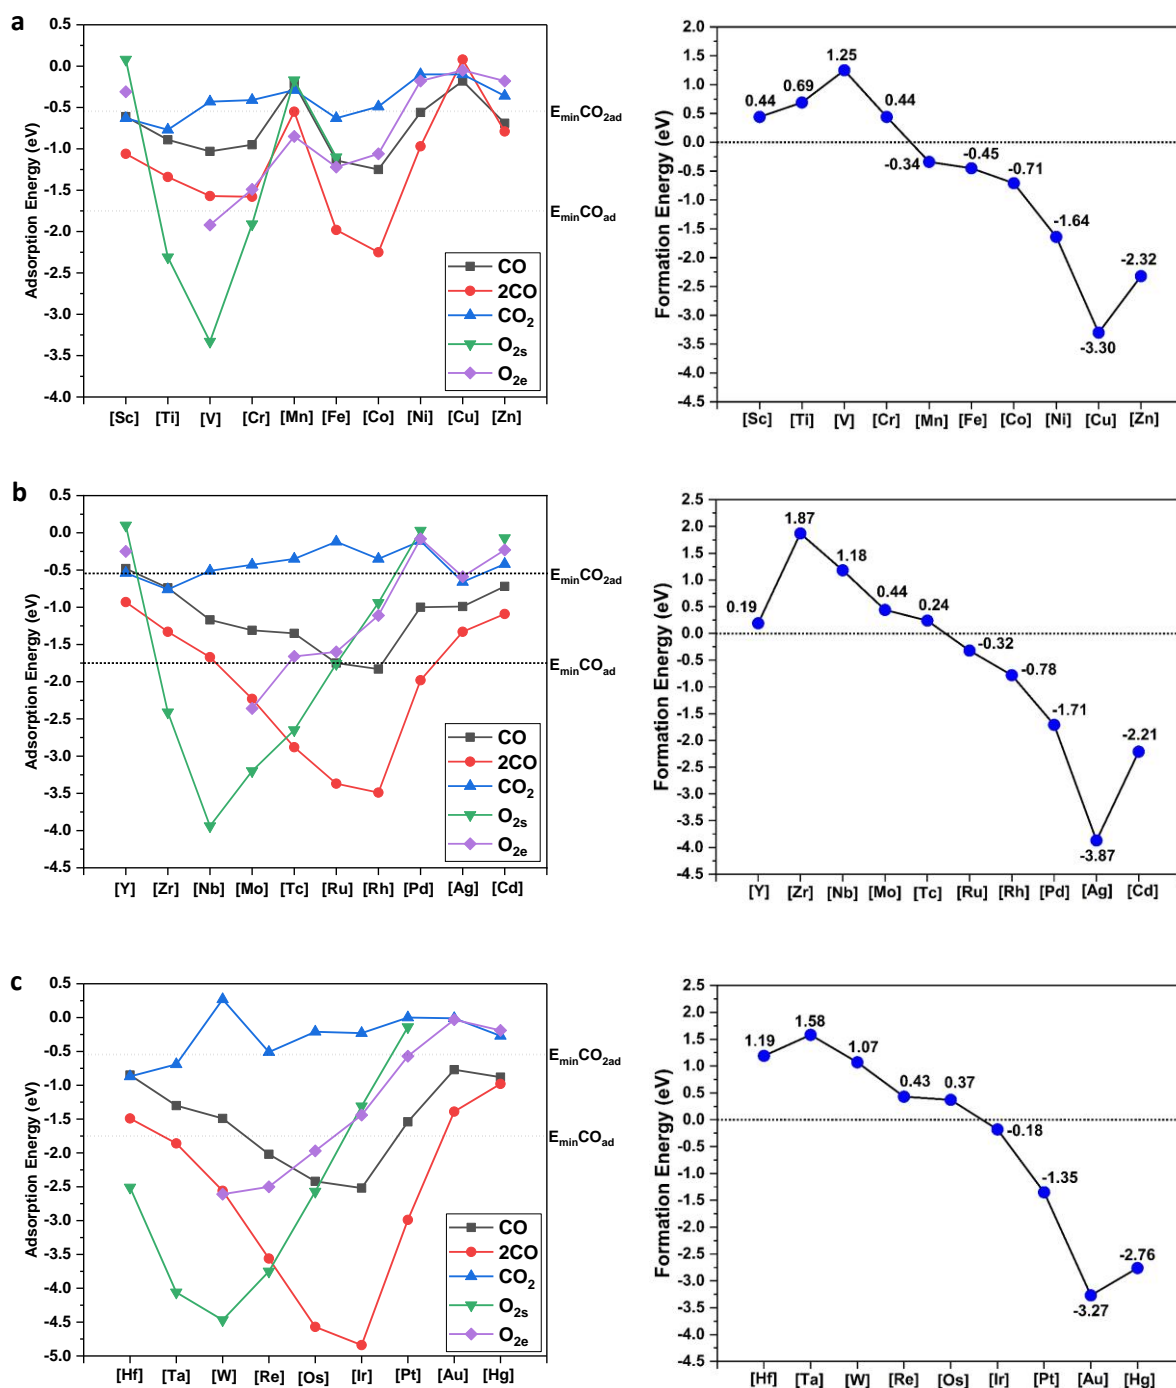 a
0.5
0.0
-0.5
-1.0
-1.5
-2.0
-2.5
-3.0
-3.5
-4.0
Adsorption Energy (eV)
[Sc] [Ti] [V] [Cr] [Mn] [Fe] [Co] [Ni] [Cu] [Zn]
EminCO2ad
EminCOad
CO
2CO
CO2
O2s
O2e
2.0
1.5
1.0
0.5
0.0
-0.5
-1.0
-1.5
-2.0
-2.5
-3.0
-3.5
-4.0
-4.5
Formation Energy (eV)
0.44
0.69
1.25
0.44
-0.34
-0.45
-0.71
-1.64
-3.30
-2.32
[Sc] [Ti] [V] [Cr] [Mn] [Fe] [Co] [Ni] [Cu] [Zn]
b
0.5
0.0
-0.5
-1.0
-1.5
-2.0
-2.5
-3.0
-3.5
-4.0
-4.5
Adsorption Energy (eV)
[Y] [Zr] [Nb] [Mo] [Tc] [Ru] [Rh] [Pd] [Ag] [Cd]
EminCO2ad
EminCOad
CO
2CO
CO2
O2s
O2e
2.5
2.0
1.5
1.0
0.5
0.0
-0.5
-1.0
-1.5
-2.0
-2.5
-3.0
-3.5
-4.0
-4.5
Formation Energy (eV)
0.19
1.87
1.18
0.44
0.24
-0.32
-0.78
-1.71
-3.87
-2.21
[Y] [Zr] [Nb] [Mo] [Tc] [Ru] [Rh] [Pd] [Ag] [Cd]
c
0.5
0.0
-0.5
-1.0
-1.5
-2.0
-2.5
-3.0
-3.5
-4.0
-4.5
-5.0
Adsorption Energy (eV)
[Hf] [Ta] [W] [Re] [Os] [Ir] [Pt] [Au] [Hg]
EminCO2ad
EminCOad
CO
2CO
CO2
O2s
O2e
2.5
2.0
1.5
1.0
0.5
0.0
-0.5
-1.0
-1.5
-2.0
-2.5
-3.0
-3.5
-4.0
-4.5
Formation Energy (eV)
1.19
1.58
1.07
0.43
0.37
-0.18
-1.35
-3.27
-2.76
[Hf] [Ta] [W] [Re] [Os] [Ir] [Pt] [Au] [Hg]